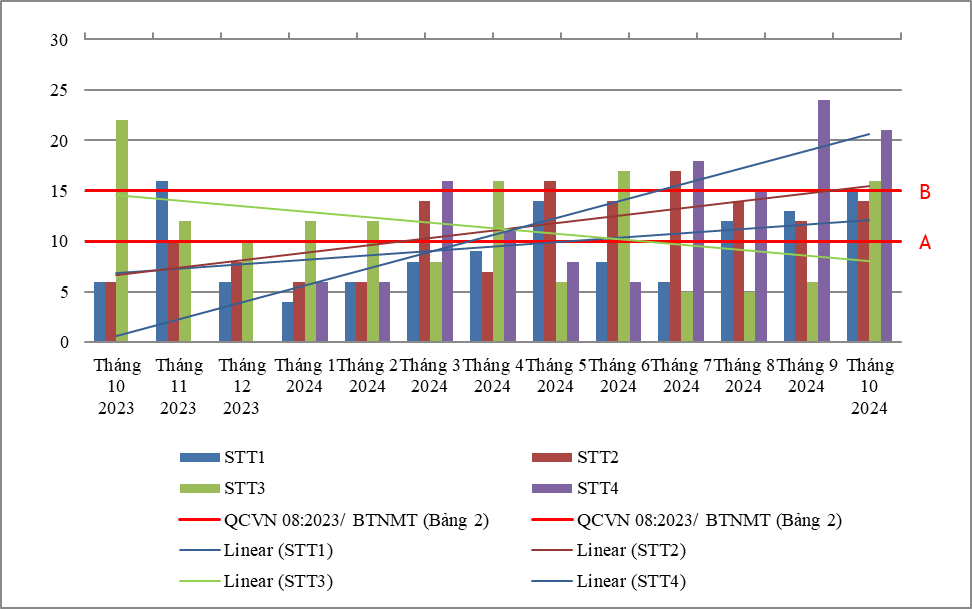 30
25
20
15
10
5
0
B
A
Tháng 10 2023
Tháng 11 2023
Tháng 12 2023
Tháng 1 2024
Tháng 2 2024
Tháng 3 2024
Tháng 4 2024
Tháng 5 2024
Tháng 6 2024
Tháng 7 2024
Tháng 8 2024
Tháng 9 2024
Tháng 10 2024
STT1
STT2
STT3
STT4
QCVN 08:2023/ BTNMT (Bảng 2)
QCVN 08:2023/ BTNMT (Bảng 2)
Linear (STT1)
Linear (STT2)
Linear (STT3)
Linear (STT4)